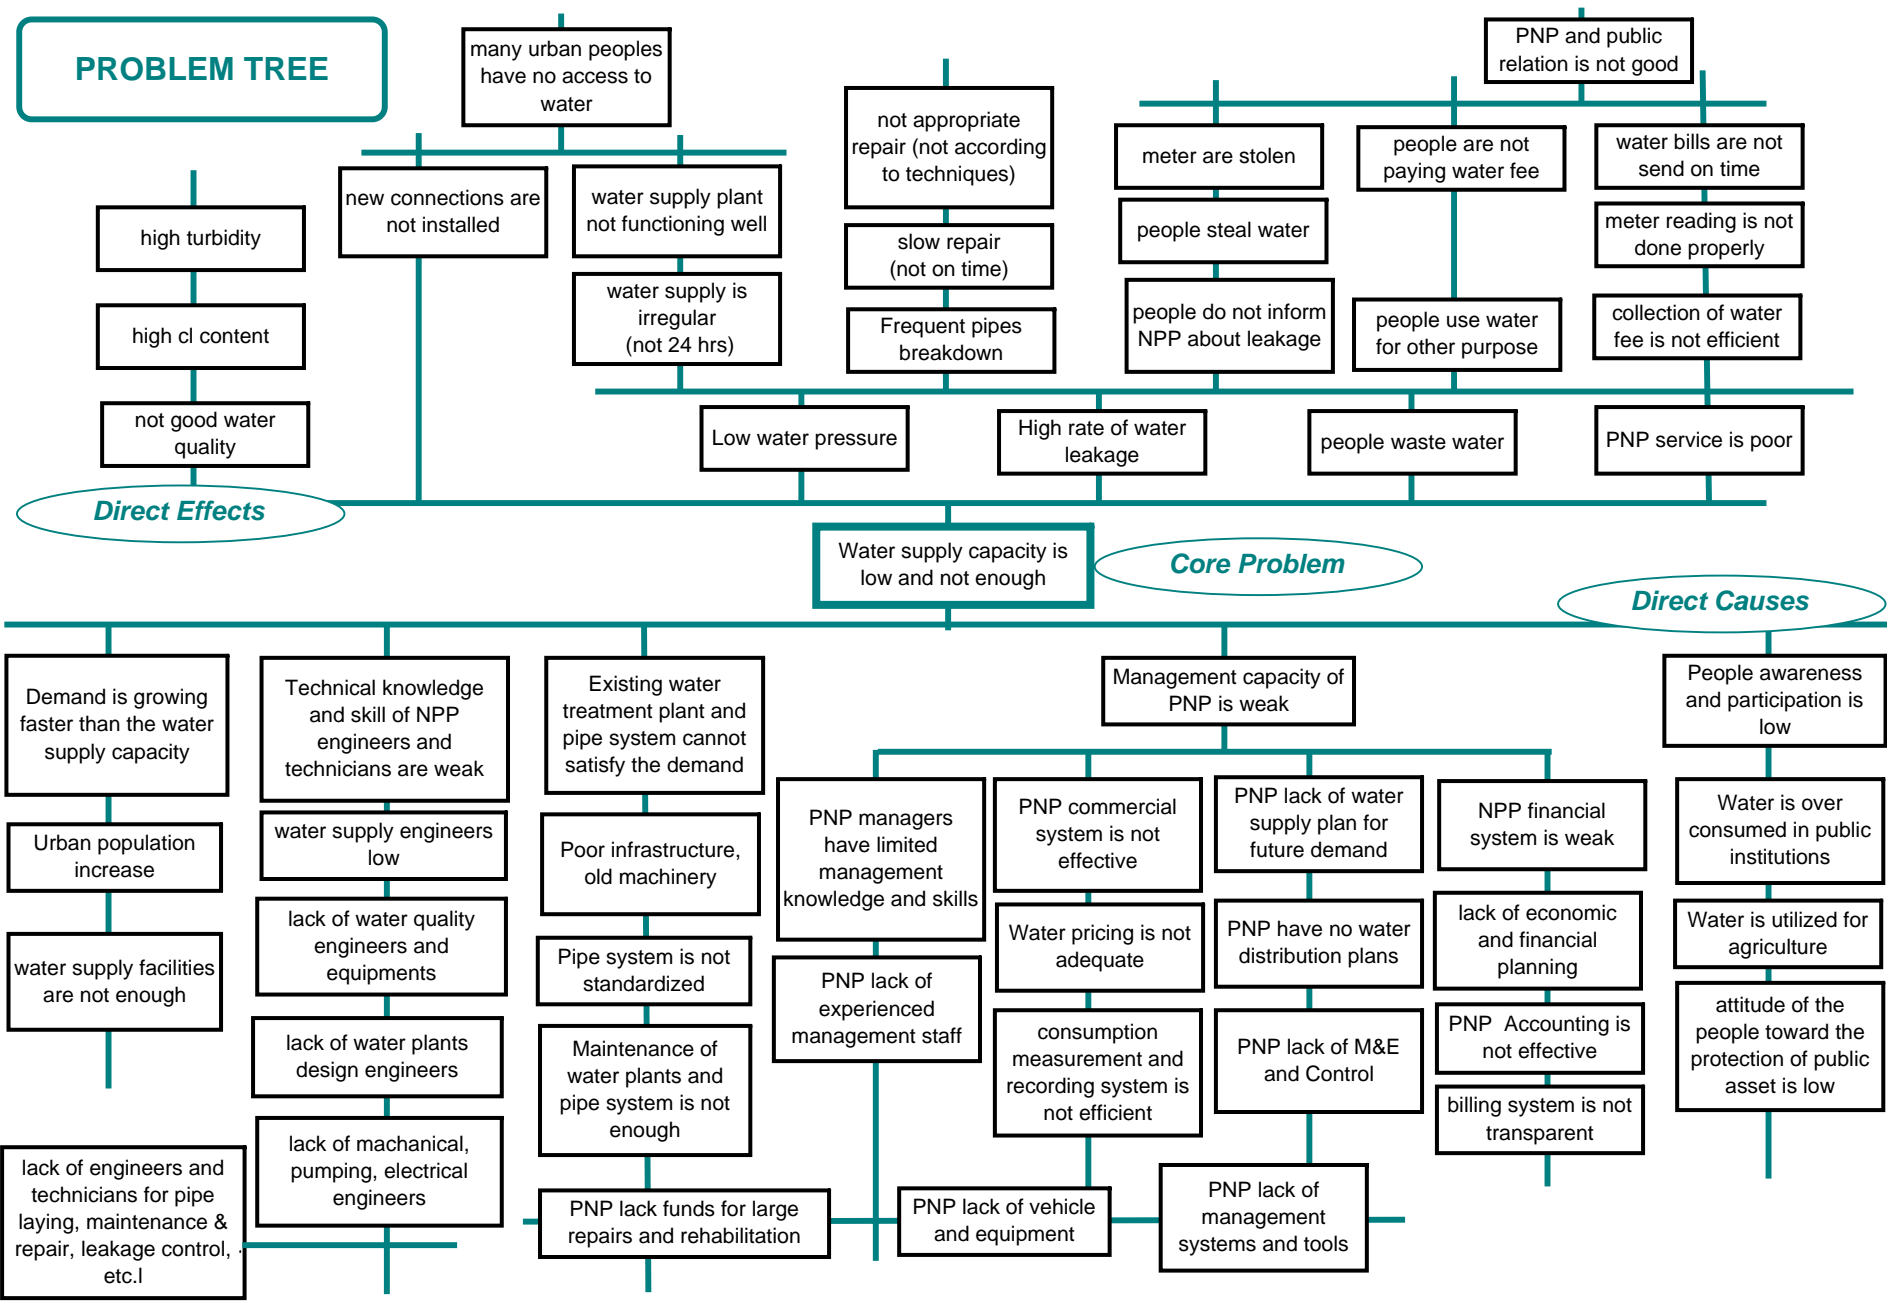 PROBLEM TREE
many urban peoples
have no access to
water
PNP and public
relation is not good
new connections are
not installed
water supply plant
not functioning well
water supply is
irregular
(not 24 hrs)
not appropriate
repair (not according
to techniques)
slow repair
(not on time)
Frequent pipes
breakdown
meter are stolen
people steal water
people do not inform
NPP about leakage
people are not
paying water fee
people use water
for other purpose
water bills are not
send on time
meter reading is not
done properly
collection of water
fee is not efficient
high turbidity
high cl content
not good water
quality
Low water pressure
High rate of water
leakage
people waste water
PNP service is poor
Direct Effects
Water supply capacity is
low and not enough
Core Problem
Direct Causes
Demand is growing
faster than the water
supply capacity
Urban population
increase
water supply facilities
are not enough
Technical knowledge
and skill of NPP
engineers and
technicians are weak
water supply engineers
low
lack of water quality
engineers and
equipments
lack of water plants
design engineers
lack of machanical,
pumping, electrical
engineers
lack of engineers and
technicians for pipe
laying, maintenance &
repair, leakage control, .
etc.l
Existing water
treatment plant and
pipe system cannot
satisfy the demand
Poor infrastructure,
old machinery
Pipe system is not
standardized
Maintenance of
water plants and
pipe system is not
enough
PNP lack funds for large
repairs and rehabilitation
Management capacity of
PNP is weak
PNP managers
have limited
management
knowledge and skills
PNP lack of
experienced
management staff
PNP commercial
system is not
effective
Water pricing is not
adequate
consumption
measurement and
recording system is
not efficient
PNP lack of vehicle
and equipment
PNP lack of water
supply plan for
future demand
PNP have no water
distribution plans
PNP lack of M&E
and Control
PNP lack of
management
systems and tools
NPP financial
system is weak
lack of economic
and financial
planning
PNP  Accounting is
not effective
billing system is not
transparent
People awareness
and participation is
low
Water is over
consumed in public
institutions
Water is utilized for
agriculture
attitude of the
people toward the
protection of public
asset is low